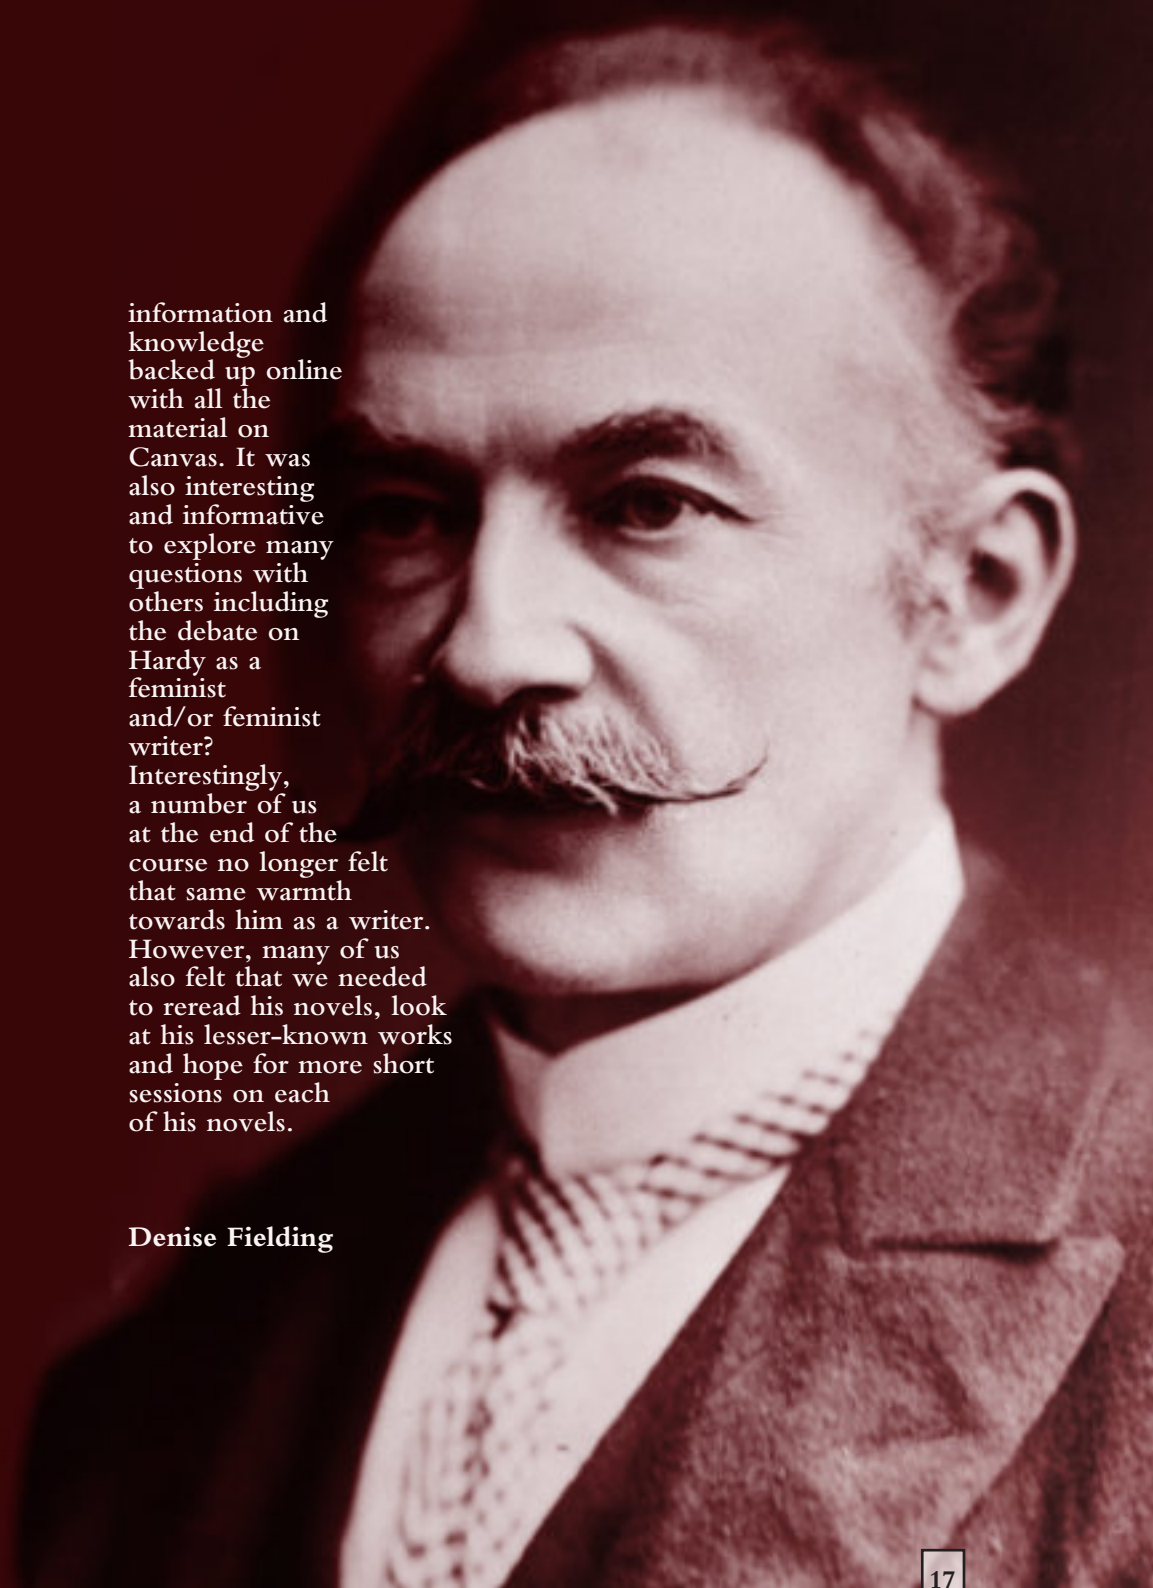 information and
knowledge
backed up online
with all the
material on
Canvas. It was
also interesting
and informative
to explore many
questions with
others including
the debate on
Hardy as a
feminist
and/or feminist
writer?
Interestingly,
a number of us
at the end of the
course no longer felt
that same warmth
towards him as a writer.
However, many of us
also felt that we needed
to reread his novels, look
at his lesser-known works
and hope for more short
sessions on each
of his novels.
Denise Fielding
17